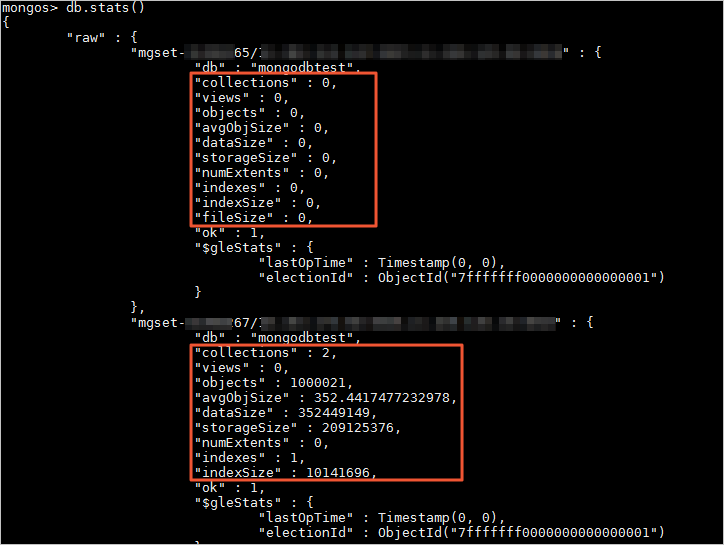 mongos> db.stats()
{
"raw" : {
"mgset- 65/ " : {
"db" : "mongodbtest",
"collections" : 0,
"views" : 0,
"objects" : 0,
"avgObjSize" : 0,
"dataSize" : 0,
"storageSize" : 0,
"numExtents" : 0,
"indexes" : 0,
"indexSize" : 0,
"fileSize" : 0,
"ok" : 1,
"$gleStats" : {
"lastOpTime" : Timestamp(0, 0),
"electionId" : ObjectId("7fffffff0000000000000001")
}
},
"mgset- 267/ " : {
"db" : "mongodbtest",
"collections" : 2,
"views" : 0,
"objects" : 1000021,
"avgObjSize" : 352.4417477232978,
"dataSize" : 352449149,
"storageSize" : 209125376,
"numExtents" : 0,
"indexes" : 1,
"indexSize" : 10141696,
"ok" : 1,
"$gleStats" : {
"lastOpTime" : Timestamp(0, 0),
"electionId" : ObjectId("7fffffff0000000000000001")